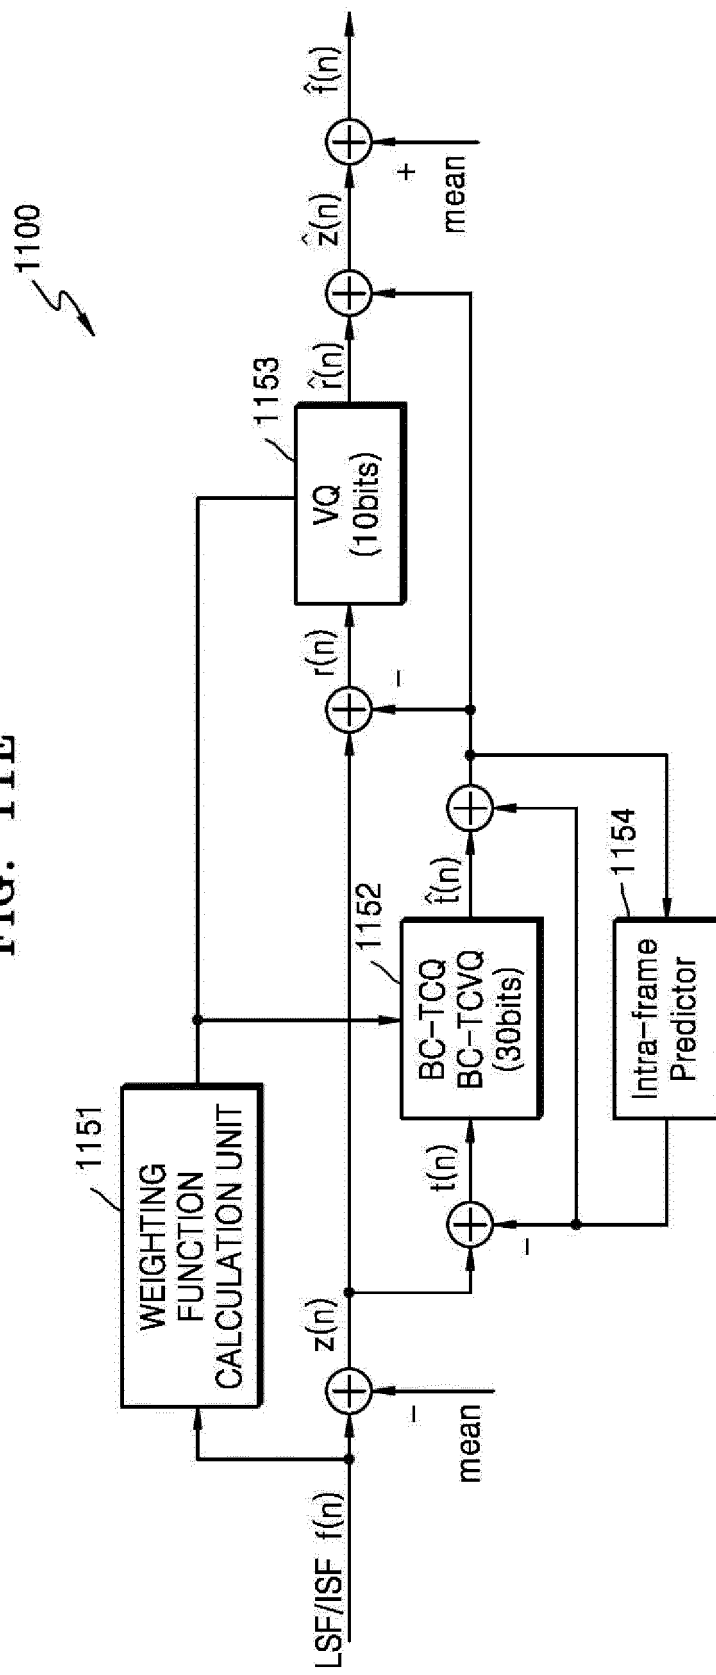 FIG. 11E
1100
LSF/ISF f(n)
1151
WEIGHTING
FUNCTION
CALCULATION UNIT
mean
−
z(n)
−
t(n)
1152
BC-TCQ
BC-TCVQ
(30bits)
t̂(n)
1154
Intra-frame
Predictor
−
r(n)
1153
VQ
(10bits)
r̂(n)
ẑ(n)
+
mean
f̂(n)